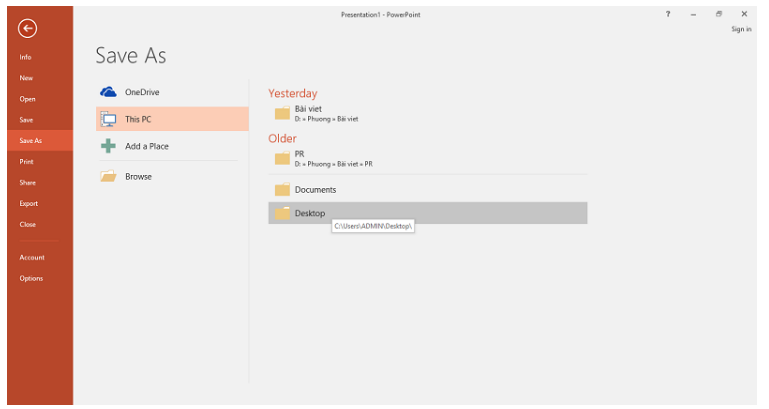 Presentation1 - PowerPoint
?
Sign in
Info
New
Open
Save
Save As
Print
Share
Export
Close
Account
Options
Save As
OneDrive
This PC
Add a Place
Browse
Yesterday
Bài viet
D: » Phuong » Bài viet
Older
PR
D: » Phuong » Bài viet » PR
Documents
Desktop
C:\Users\ADMIN\Desktop\